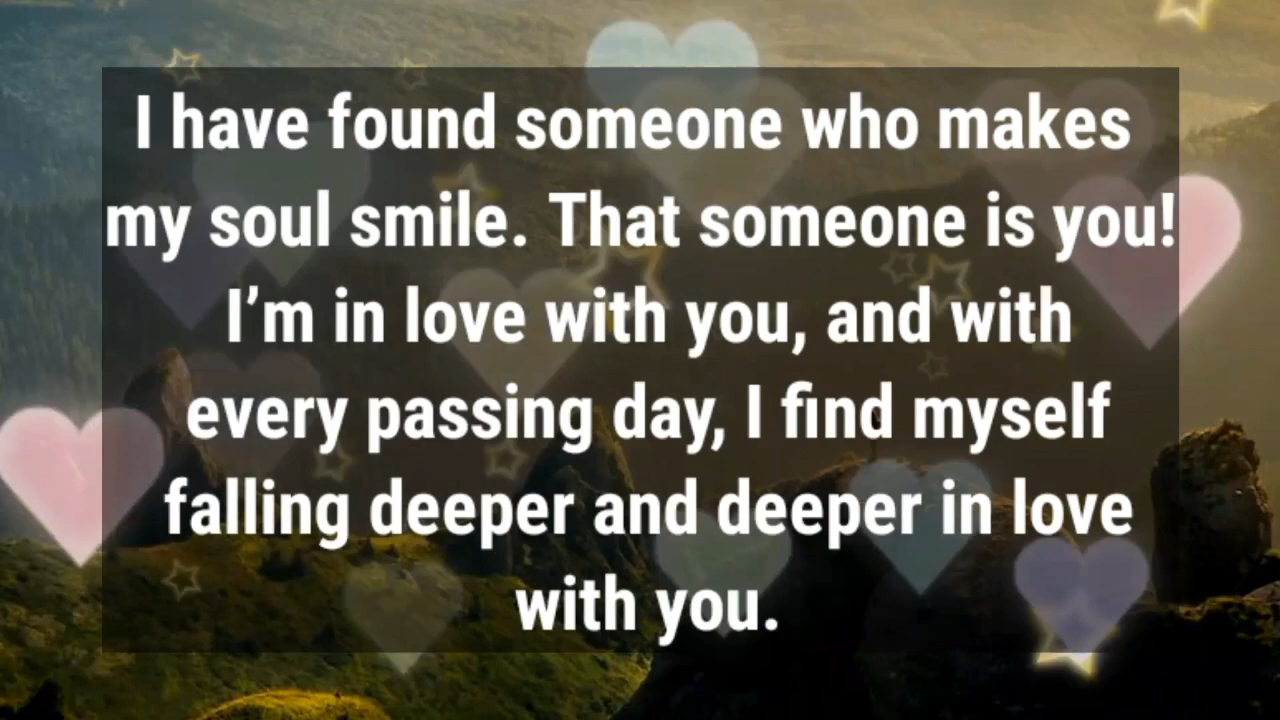 I have found someone who makes
my soul smile. That someone is you!
I’m in love with you, and with
every passing day, I find myself
falling deeper and deeper in love
with you.